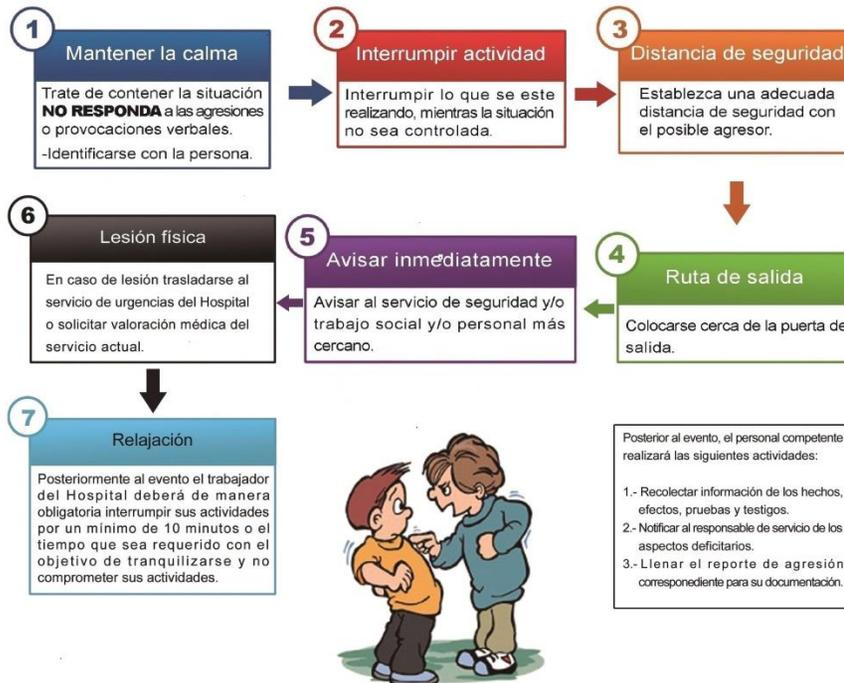 1
Mantener la calma
Trate de contener la situación
NO RESPONDA a las agresiones
o provocaciones verbales.
-Identificarse con la persona.
2
Interrumpir actividad
Interrumpir lo que se este
realizando, mientras la situación
no sea controlada.
3
Distancia de seguridad
Establezca una adecuada
distancia de seguridad con
el posible agresor.
4
Ruta de salida
Colocarse cerca de la puerta de
salida.
5
Avisar inmediatamente
Avisar al servicio de seguridad y/o
trabajo social y/o personal más
cercano.
6
Lesión física
En caso de lesión trasladarse al
servicio de urgencias del Hospital
o solicitar valoración médica del
servicio actual.
7
Relajación
Posteriormente al evento el trabajador
del Hospital deberá de manera
obligatoria interrumpir sus actividades
por un mínimo de 10 minutos o el
tiempo que sea requerido con el
objetivo de tranquilizarse y no
comprometer sus actividades.
Posterior al evento, el personal competente
realizará las siguientes actividades:
1.- Recolectar información de los hechos,
efectos, pruebas y testigos.
2.- Notificar al responsable de servicio de los
aspectos deficitarios.
3.- Llenar el reporte de agresión
corresponediente para su documentación.